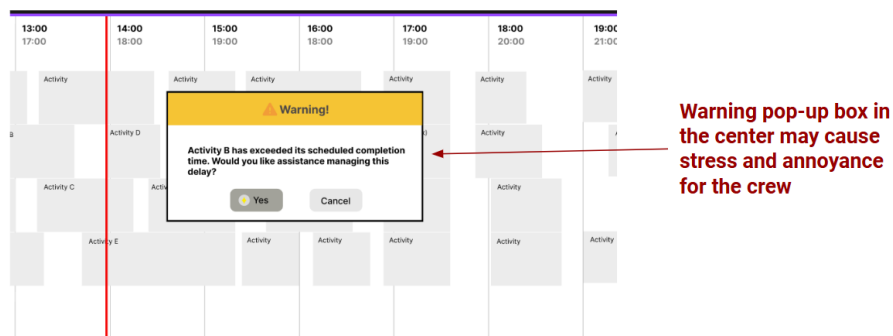 13:00 14:00 15:00 16:00 17:00 18:00 19:00
17:00 18:00 19:00 18:00 19:00 20:00 21:00
Activity Activity Activity Activity Activity Activity
Warning!
B Activity D Activity
Activity B has exceeded its scheduled completion
time. Would you like assistance managing this
delay?
Activity C Activity
Yes Cancel
Activity E Activity Activity Activity Activity Activity
Warning pop-up box in
the center may cause
stress and annoyance
for the crew